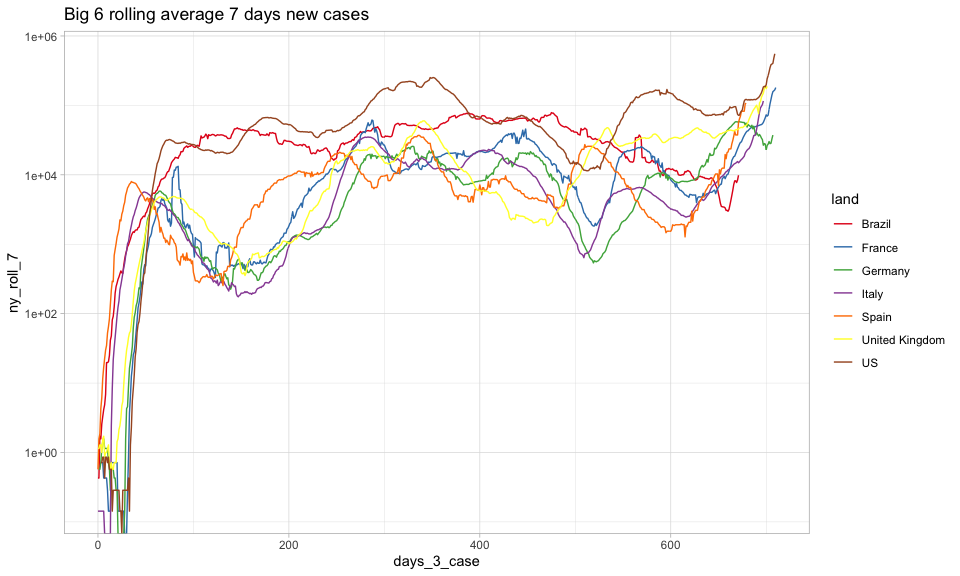 Big 6 rolling average 7 days new cases
1e+06
1e+04
1e+02
1e+00
ny_roll_7
0
200
400
600
days_3_case
land
Brazil
France
Germany
Italy
Spain
United Kingdom
US